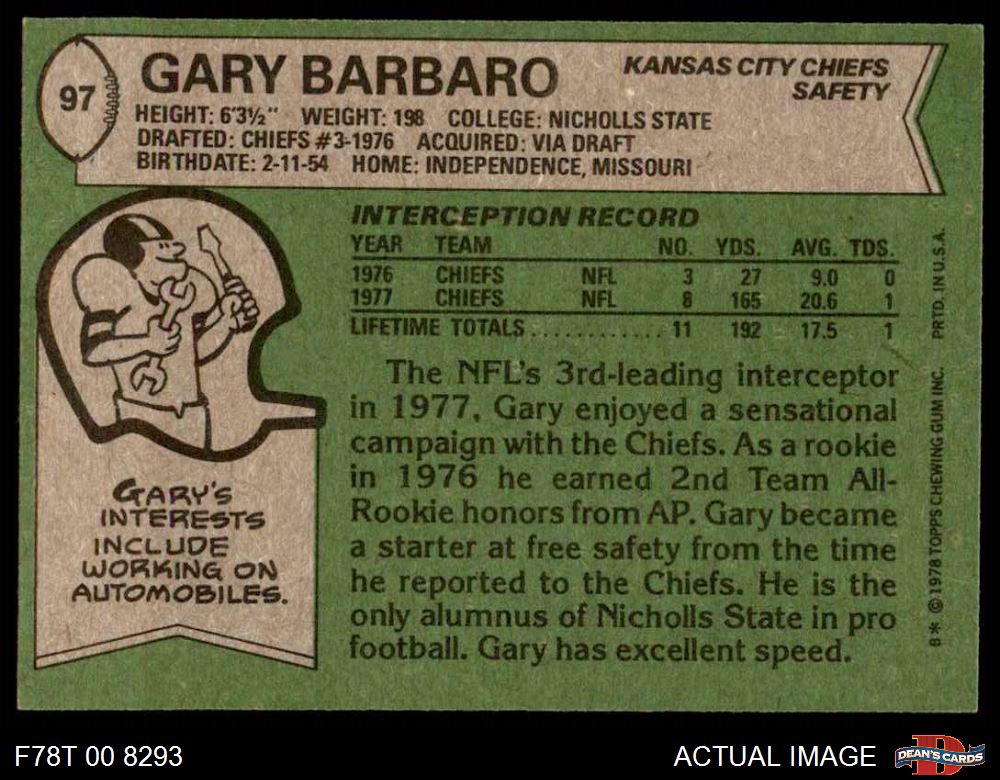 97
GARY BARBARO
KANSAS CITY CHIEFS
SAFETY
HEIGHT: 6'3½" WEIGHT: 198 COLLEGE: NICHOLLS STATE
DRAFTED: CHIEFS #3-1976 ACQUIRED: VIA DRAFT
BIRTHDATE: 2-11-54 HOME: INDEPENDENCE, MISSOURI
INTERCEPTION RECORD
YEAR TEAM NO. YDS. AVG. TDS.
1976 CHIEFS NFL 3 27 9.0 0
1977 CHIEFS NFL 8 165 20.6 1
LIFETIME TOTALS ............ 11 192 17.5 1
The NFL's 3rd-leading interceptor
in 1977, Gary enjoyed a sensational
campaign with the Chiefs. As a rookie
in 1976 he earned 2nd Team All-
Rookie honors from AP. Gary became
a starter at free safety from the time
he reported to the Chiefs. He is the
only alumnus of Nicholls State in pro
football. Gary has excellent speed.
GARY'S
INTERESTS
INCLUDE
WORKING ON
AUTOMOBILES.
8* © 1978 TOPPS CHEWING GUM INC. PRTD. IN U.S.A.
F78T 00 8293
ACTUAL IMAGE
D
DEAN'S CARDS